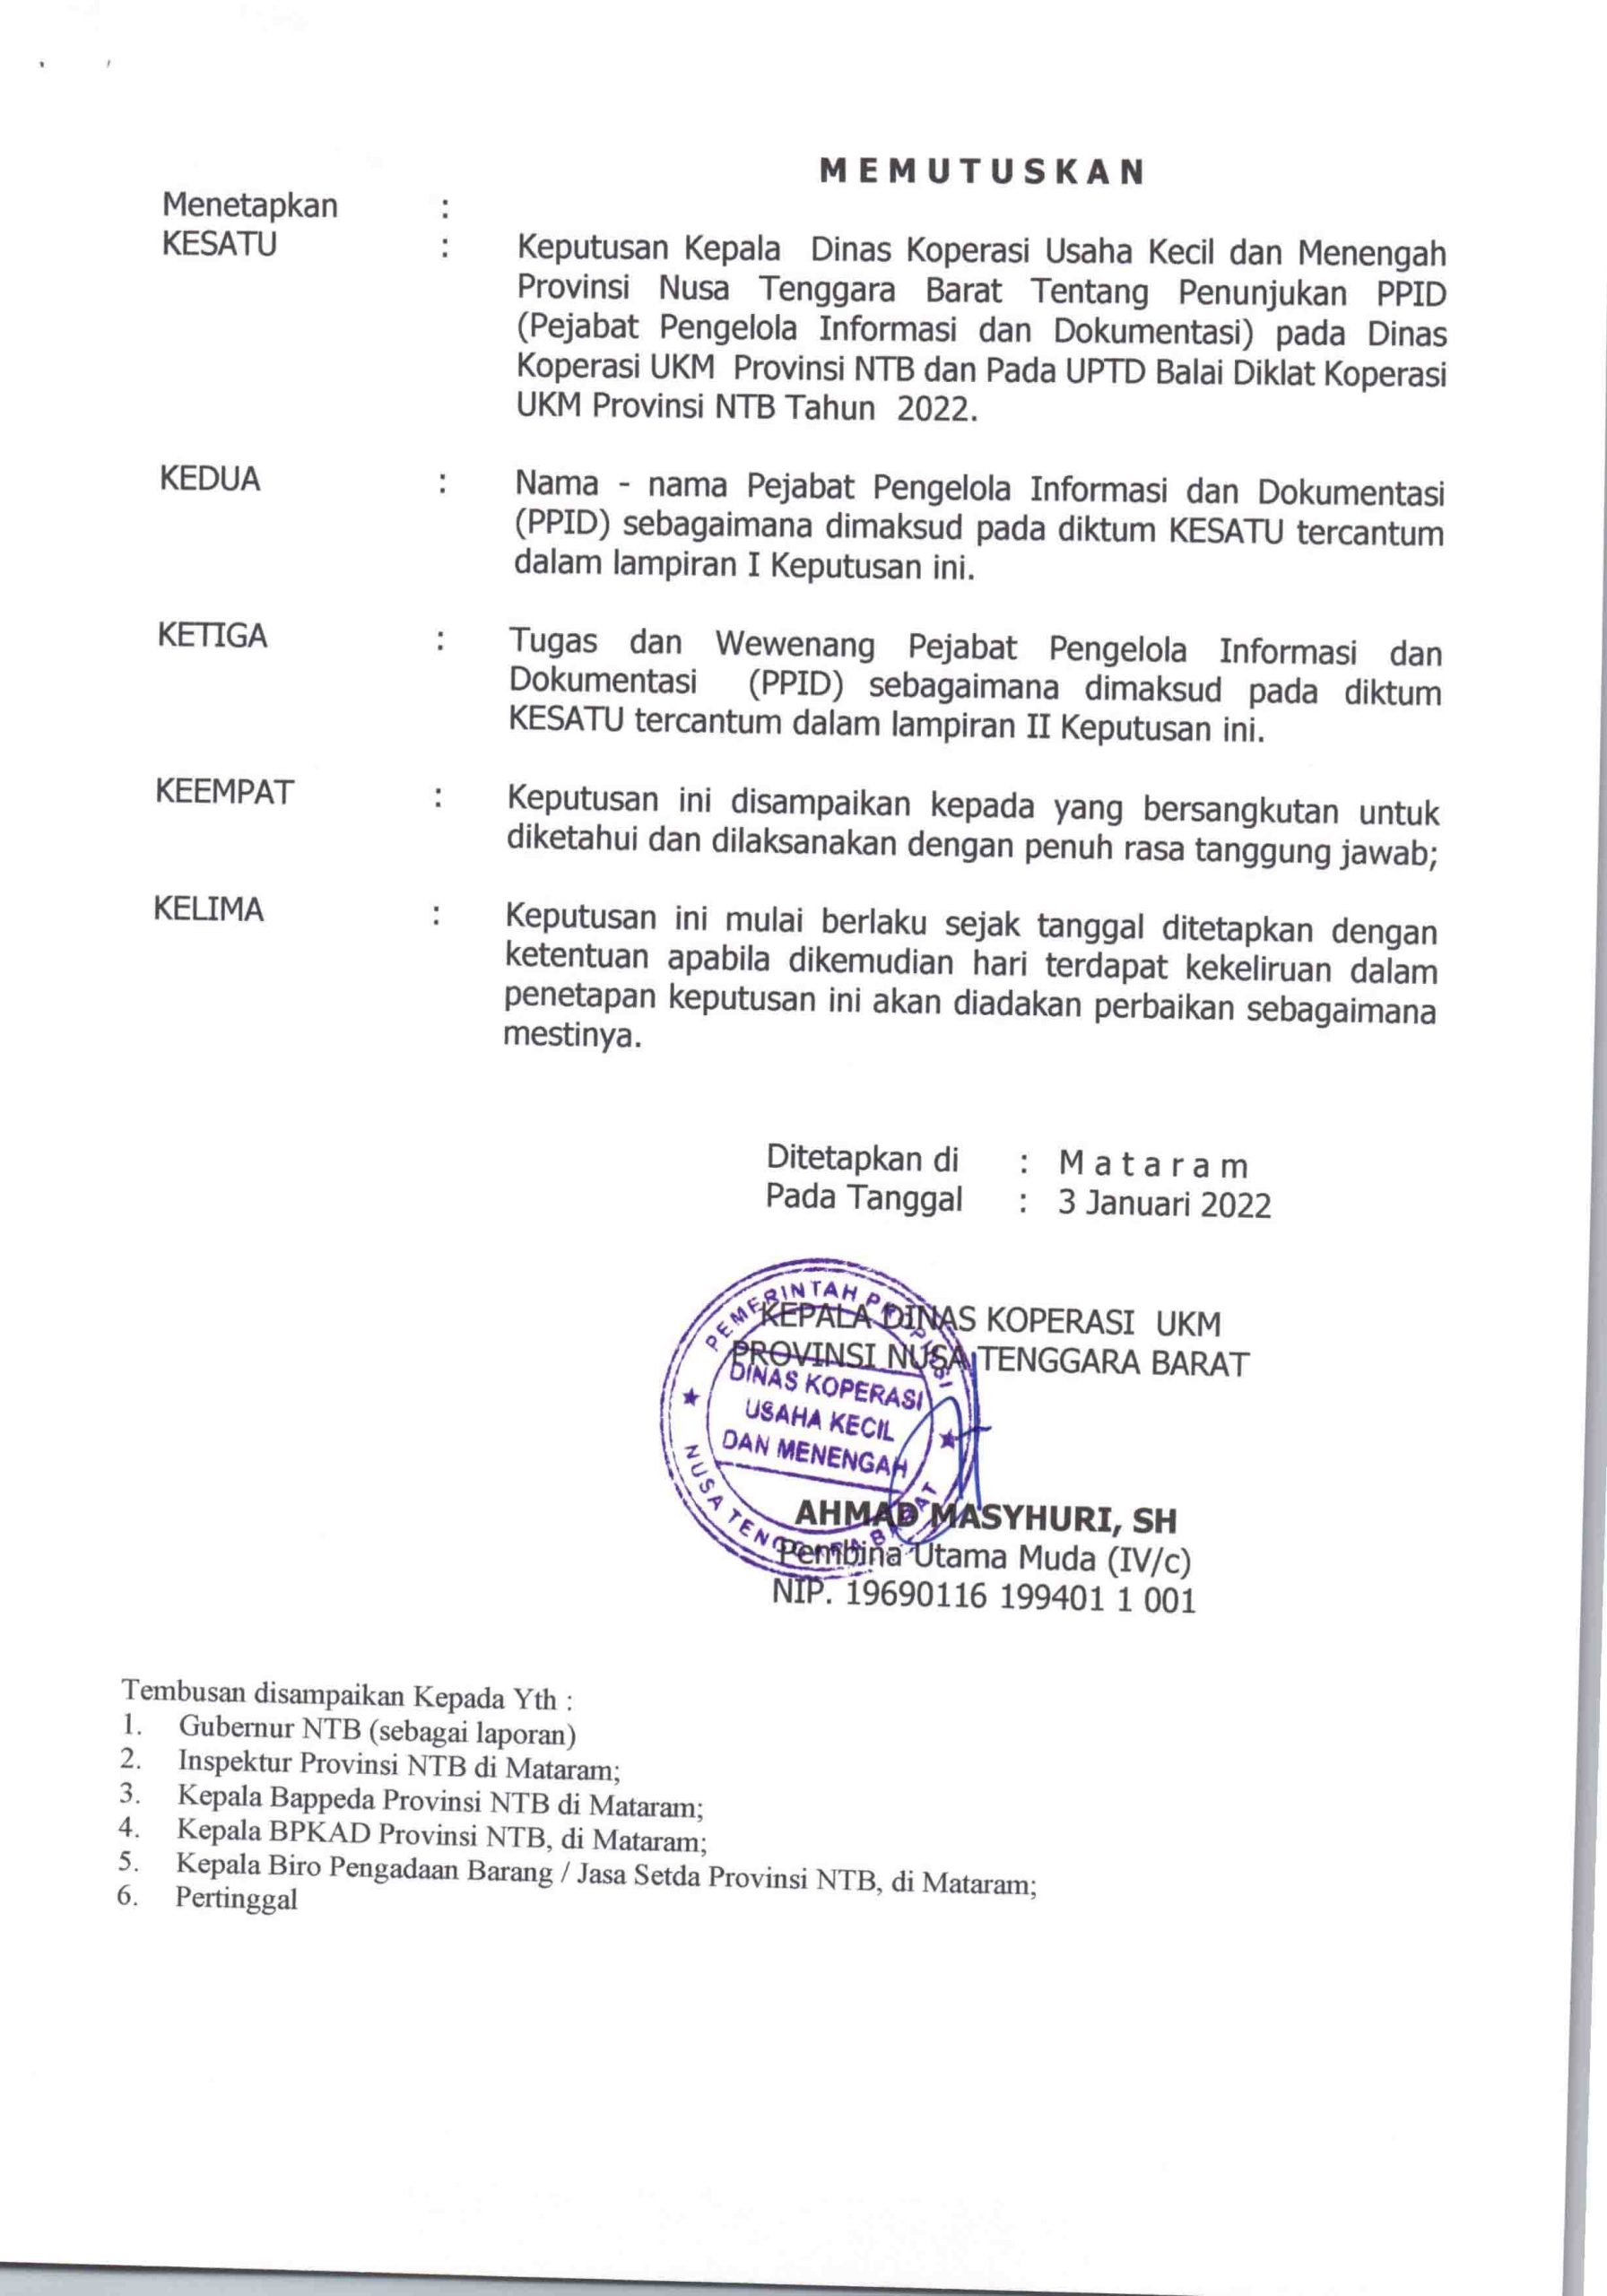 M E M U T U S K A N
Menetapkan :
KESATU : Keputusan Kepala Dinas Koperasi Usaha Kecil dan Menengah
Provinsi Nusa Tenggara Barat Tentang Penunjukan PPID
(Pejabat Pengelola Informasi dan Dokumentasi) pada Dinas
Koperasi UKM Provinsi NTB dan Pada UPTD Balai Diklat Koperasi
UKM Provinsi NTB Tahun 2022.
KEDUA : Nama - nama Pejabat Pengelola Informasi dan Dokumentasi
(PPID) sebagaimana dimaksud pada diktum KESATU tercantum
dalam lampiran I Keputusan ini.
KETIGA : Tugas dan Wewenang Pejabat Pengelola Informasi dan
Dokumentasi (PPID) sebagaimana dimaksud pada diktum
KESATU tercantum dalam lampiran II Keputusan ini.
KEEMPAT : Keputusan ini disampaikan kepada yang bersangkutan untuk
diketahui dan dilaksanakan dengan penuh rasa tanggung jawab;
KELIMA : Keputusan ini mulai berlaku sejak tanggal ditetapkan dengan
ketentuan apabila dikemudian hari terdapat kekeliruan dalam
penetapan keputusan ini akan diadakan perbaikan sebagaimana
mestinya.
Ditetapkan di : M a t a r a m
Pada Tanggal : 3 Januari 2022
KEPALA DINAS KOPERASI UKM
PROVINSI NUSA TENGGARA BARAT
PEMERINTAH PROPINSI
DINAS KOPERASI
USAHA KECIL
DAN MENENGAH
NUSA TENGGARA BARAT
AHMAD MASYHURI, SH
Pembina Utama Muda (IV/c)
NIP. 19690116 199401 1 001
Tembusan disampaikan Kepada Yth :
1. Gubernur NTB (sebagai laporan)
2. Inspektur Provinsi NTB di Mataram;
3. Kepala Bappeda Provinsi NTB di Mataram;
4. Kepala BPKAD Provinsi NTB, di Mataram;
5. Kepala Biro Pengadaan Barang / Jasa Setda Provinsi NTB, di Mataram;
6. Pertinggal